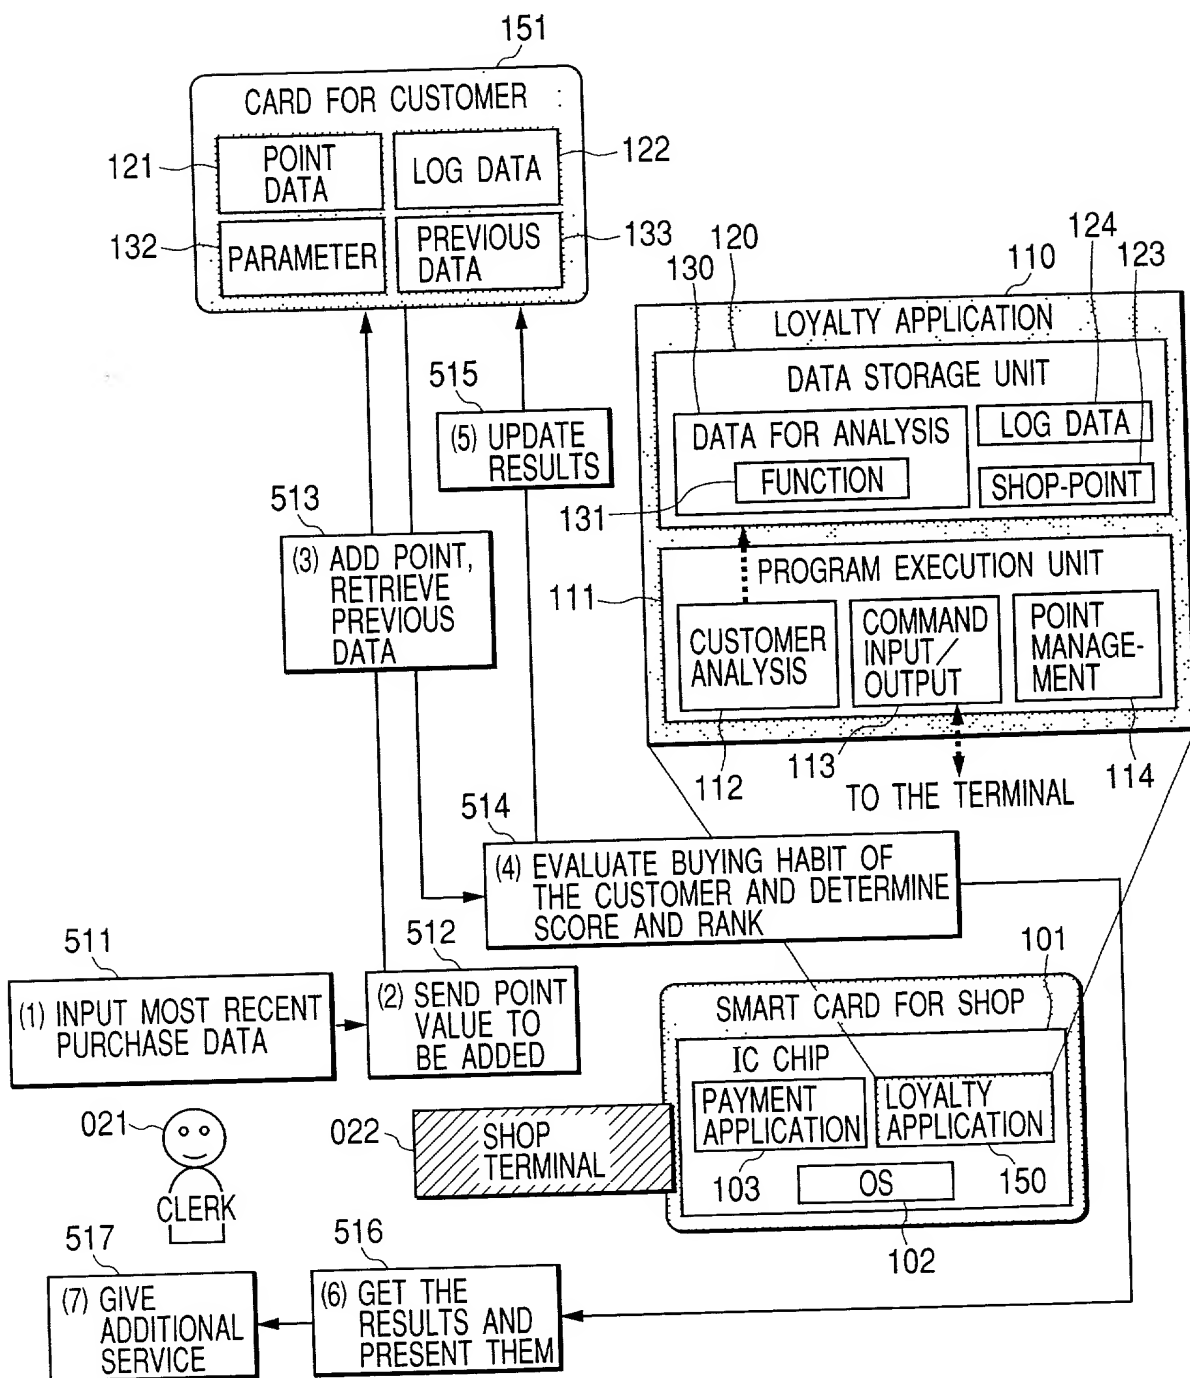 151
CARD FOR CUSTOMER
121
POINT
DATA
LOG DATA
122
132
PARAMETER
PREVIOUS
DATA
133
120
130
110
124
123
LOYALTY APPLICATION
DATA STORAGE UNIT
DATA FOR ANALYSIS
FUNCTION
131
LOG DATA
SHOP-POINT
515
(5) UPDATE
RESULTS
513
(3) ADD POINT,
RETRIEVE
PREVIOUS
DATA
111
PROGRAM EXECUTION UNIT
CUSTOMER
ANALYSIS
COMMAND
INPUT/
OUTPUT
POINT
MANAGE-
MENT
112
113
114
TO THE TERMINAL
514
(4) EVALUATE BUYING HABIT OF
THE CUSTOMER AND DETERMINE
SCORE AND RANK
511
(1) INPUT MOST RECENT
PURCHASE DATA
512
(2) SEND POINT
VALUE TO
BE ADDED
101
SMART CARD FOR SHOP
IC CHIP
PAYMENT
APPLICATION
LOYALTY
APPLICATION
103
150
OS
102
022
SHOP
TERMINAL
021
CLERK
517
(7) GIVE
ADDITIONAL
SERVICE
516
(6) GET THE
RESULTS AND
PRESENT THEM